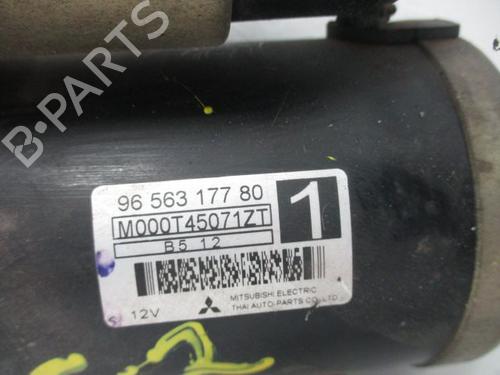 B-PARTS
96 563 177 80
1
M000T45071ZT
B5 12
12V
MITSUBISHI ELECTRIC
THAI AUTO-PARTS CO.,LTD.